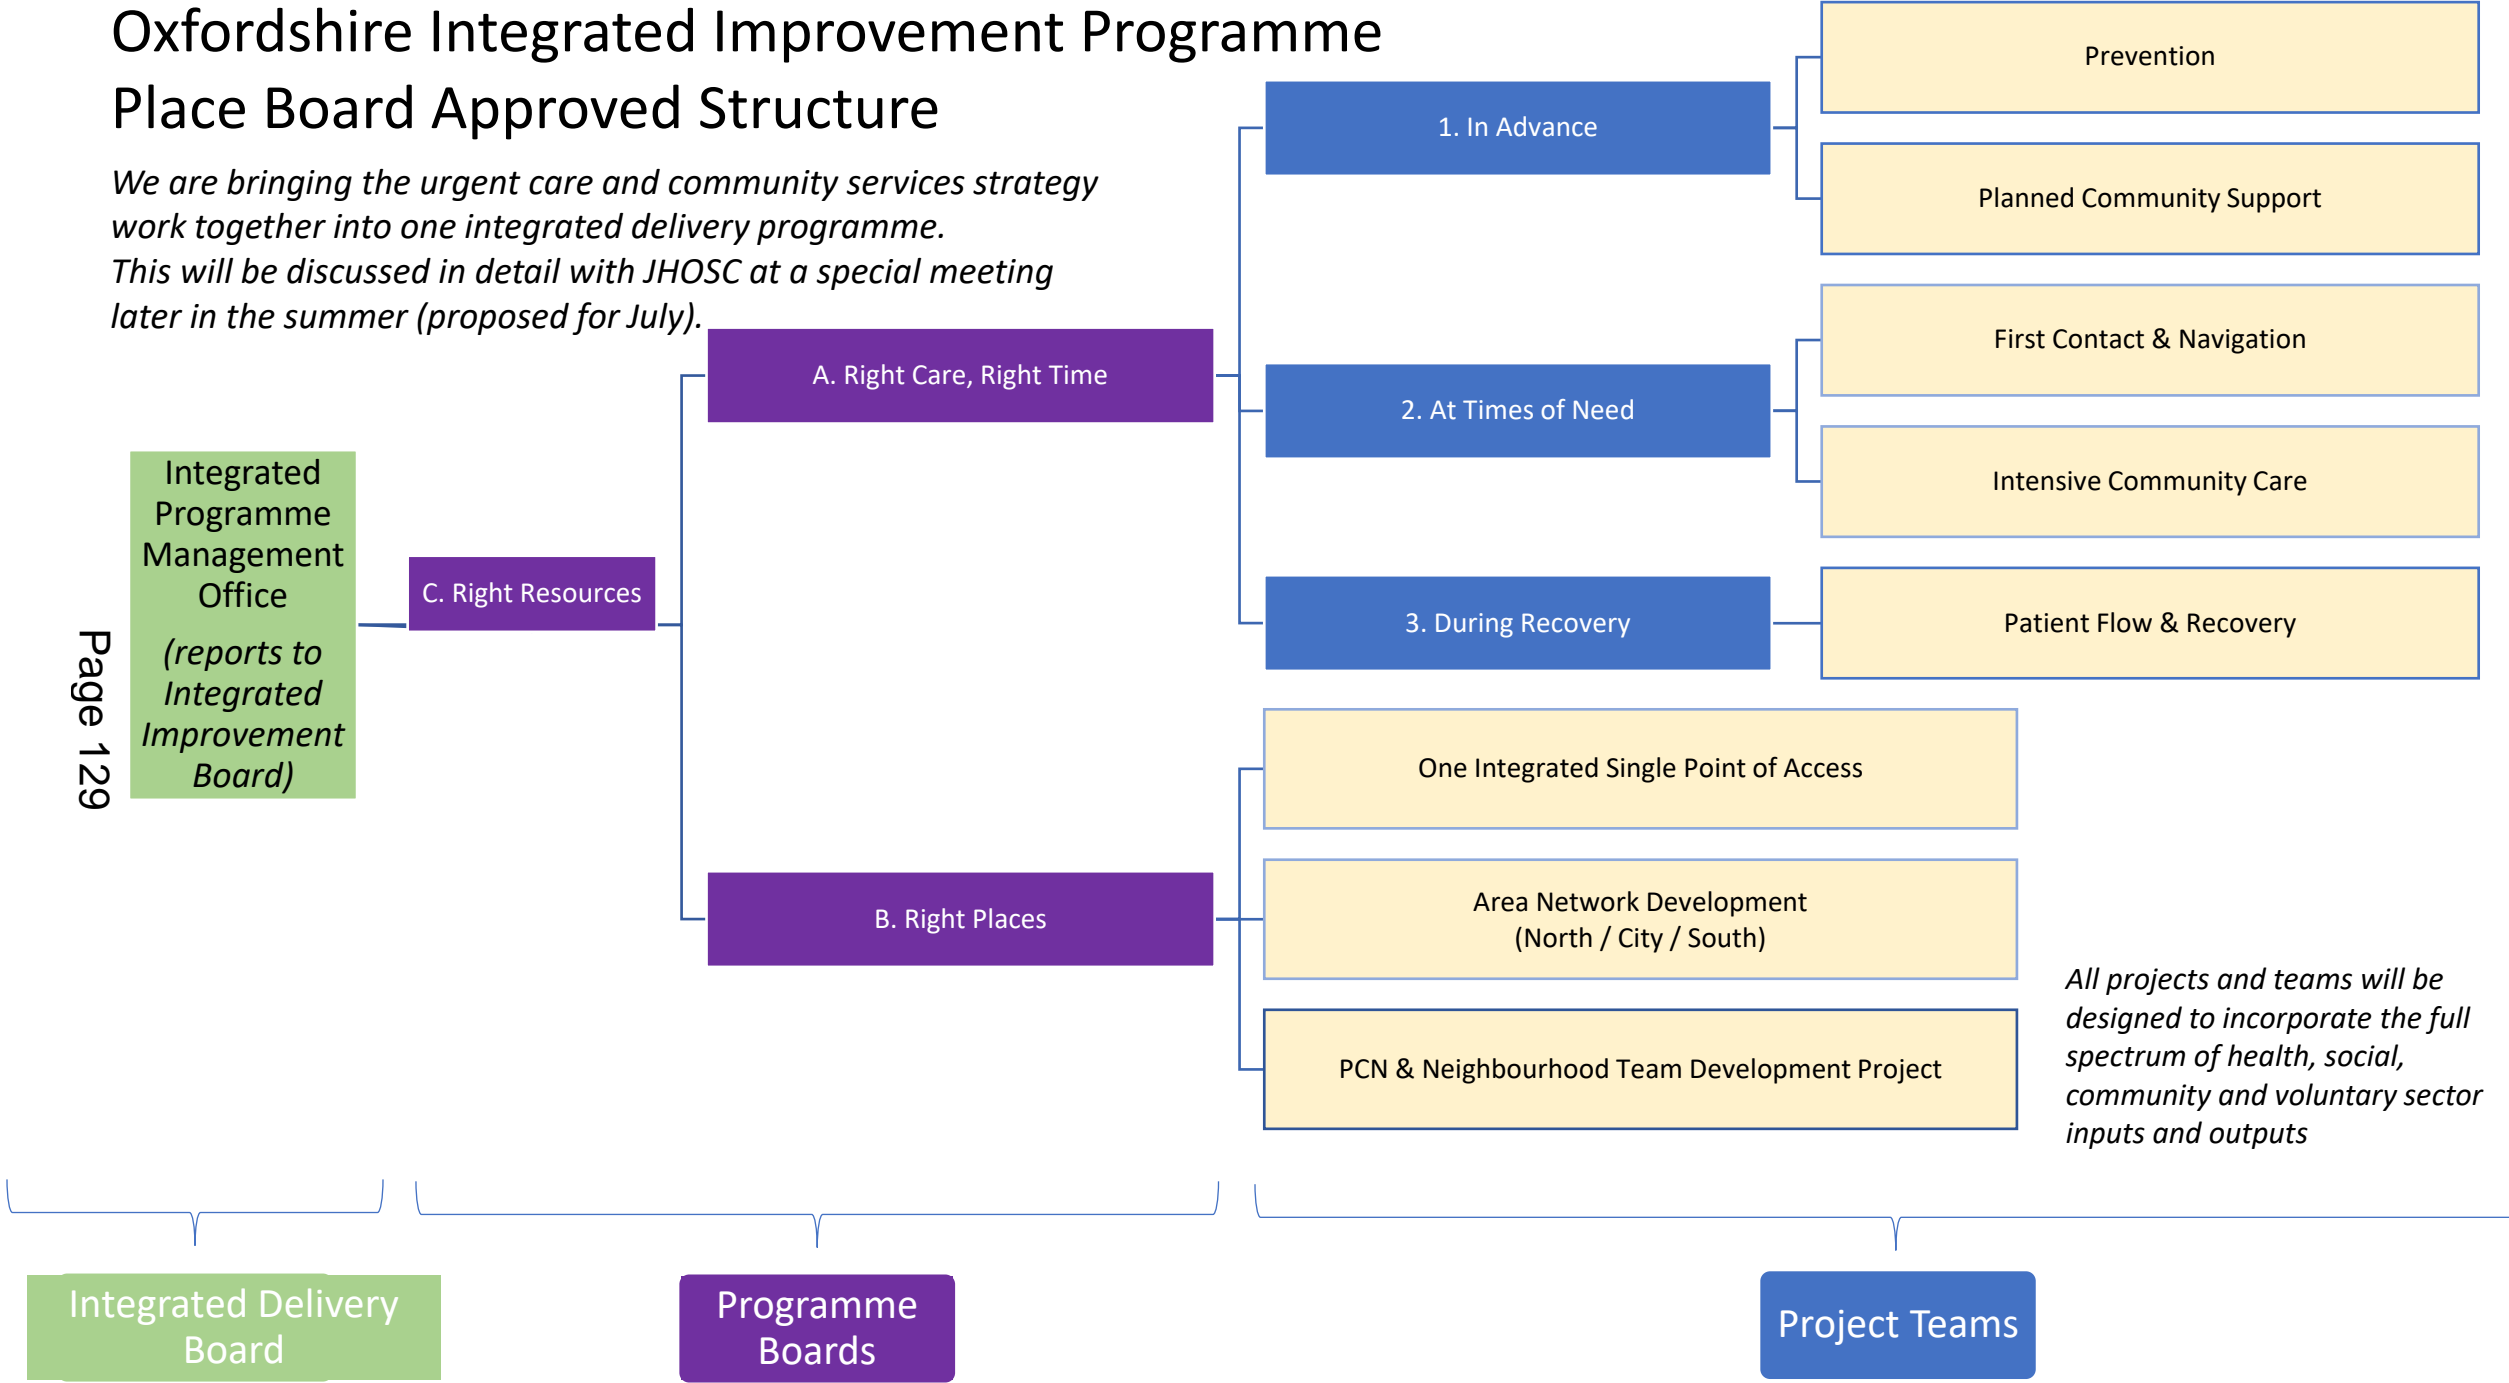 Oxfordshire Integrated Improvement Programme
Place Board Approved Structure
We are bringing the urgent care and community services strategy
work together into one integrated delivery programme.
This will be discussed in detail with JHOSC at a special meeting
later in the summer (proposed for July).
Integrated
Programme
Management
Office
(reports to
Integrated
Improvement
Board)
Page 129
C. Right Resources
A. Right Care, Right Time
B. Right Places
1. In Advance
2. At Times of Need
3. During Recovery
Prevention
Planned Community Support
First Contact & Navigation
Intensive Community Care
Patient Flow & Recovery
One Integrated Single Point of Access
Area Network Development
(North / City / South)
PCN & Neighbourhood Team Development Project
All projects and teams will be
designed to incorporate the full
spectrum of health, social,
community and voluntary sector
inputs and outputs
Integrated Delivery
Board
Programme
Boards
Project Teams